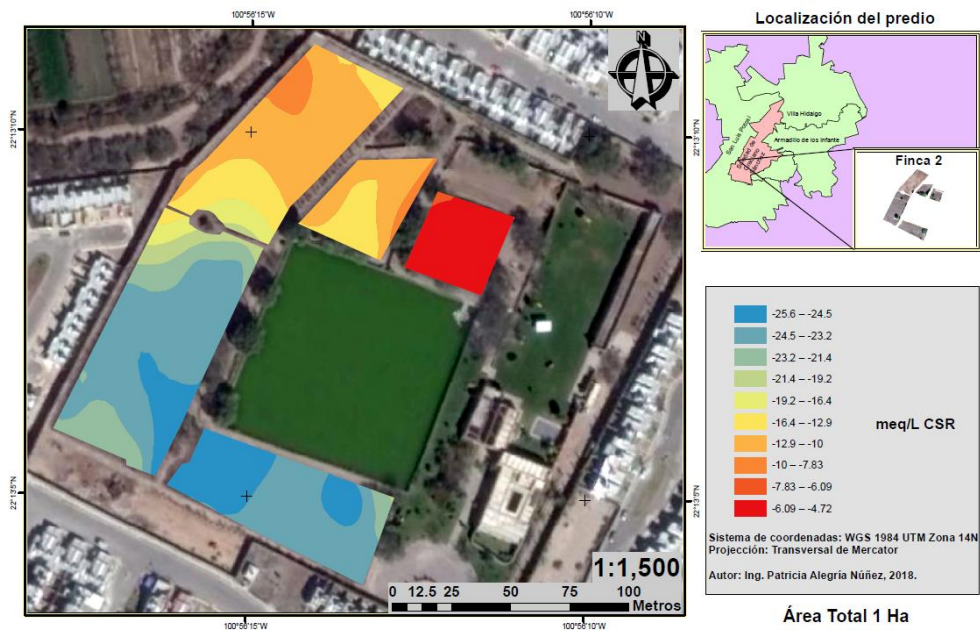 100°56'15"W
100°56'10"W
Localización del predio
N
22°13'10"N
22°13'10"N
Villa Hidalgo
San Luis Potosí
Armadillo de los Infante
Finca 2
-25.6 – -24.5
-24.5 – -23.2
-23.2 – -21.4
-21.4 – -19.2
-19.2 – -16.4
-16.4 – -12.9
-12.9 – -10
-10 – -7.83
-7.83 – -6.09
-6.09 – -4.72
meq/L CSR
22°13'5"N
22°13'5"N
Sistema de coordenadas: WGS 1984 UTM Zona 14N
Projección: Transversal de Mercator
Autor: Ing. Patricia Alegría Núñez, 2018.
1:1,500
0 12.5 25 50 75 100
Metros
100°56'15"W
100°56'10"W
Área Total 1 Ha